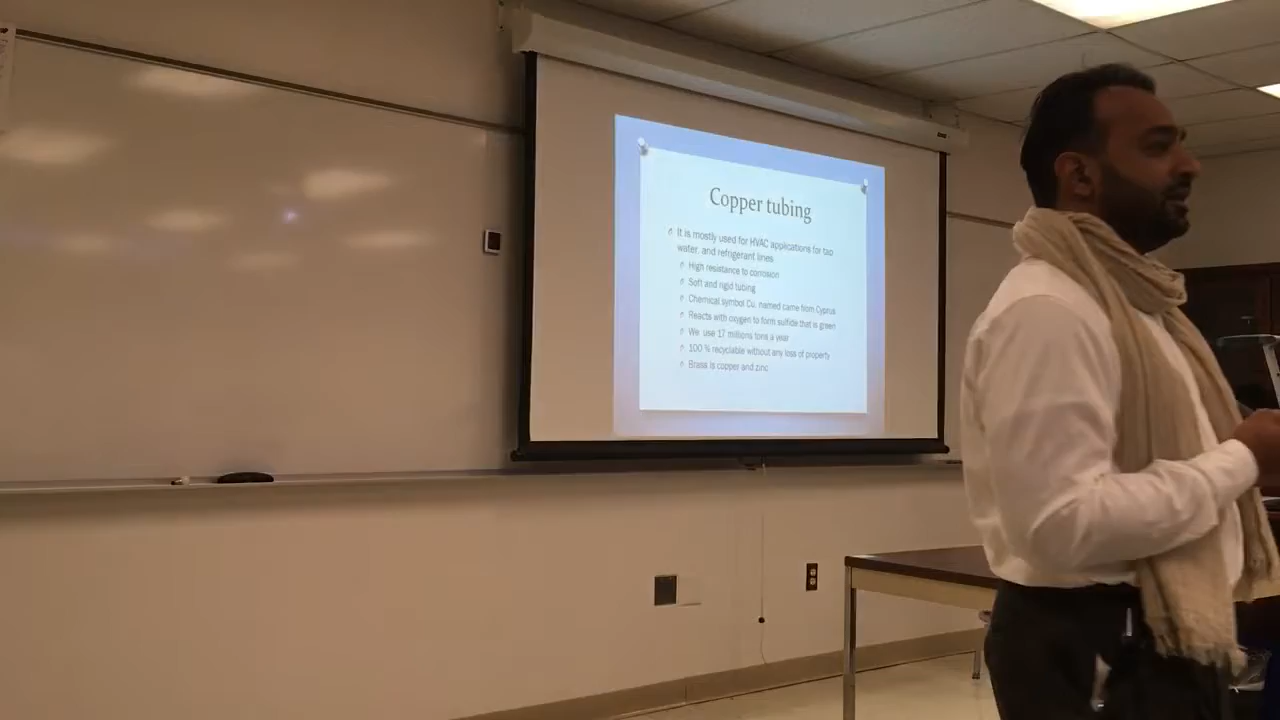 Copper tubing
It is mostly used for HVAC applications for tap
water, and refrigerant lines
High resistance to corrosion
Soft and rigid tubing
Chemical symbol Cu, named came from Cyprus
Reacts with oxygen to form sulfide that is green
We use 17 millions tons a year
100 % recyclable without any loss of property
Brass is copper and zinc